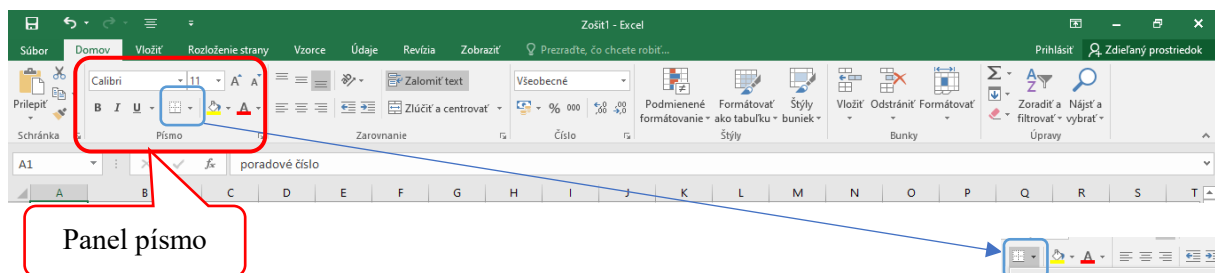 Zošit1 - Excel
Súbor Domov Vložiť Rozloženie strany Vzorce Údaje Revízia Zobraziť Prezraďte, čo chcete robiť... Prihlásiť Zdieľaný prostriedok
Calibri 11 A A Zalomiť text Všeobecné
Prilepiť B I U A Zlúčiť a centrovať % 000 ,00 ,00 Podmienené formátovanie Formátovať ako tabuľku Štýly buniek Vložiť Odstrániť Formátovať Zoradiť a filtrovať Nájsť a vybrať
Schránka Písmo Zarovnanie Číslo Štýly Bunky Úpravy
A1 fx poradové číslo
A B C D E F G H I J K L M N O P Q R S T
Panel písmo
A